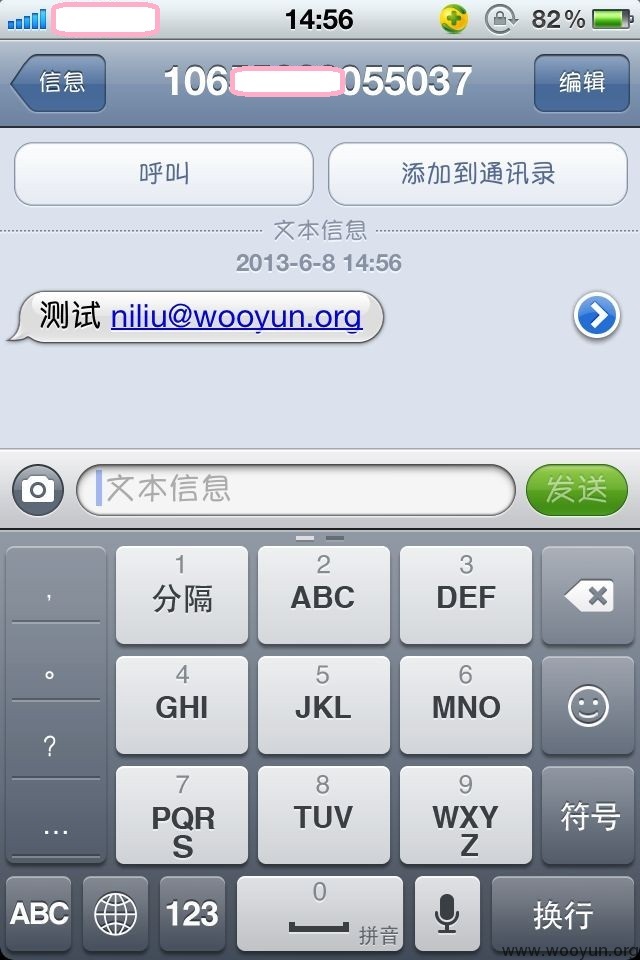 14:56
82%
信息
106
055037
编辑
呼叫
添加到通讯录
文本信息
2013-6-8 14:56
测试 niliu@wooyun.org
文本信息
发送
,
1
分隔
2
ABC
3
DEF
。
4
GHI
5
JKL
6
MNO
?
7
PQR
S
8
TUV
9
WXY
Z
符号
...
ABC
123
0
拼音
换行
www.wooyun.org